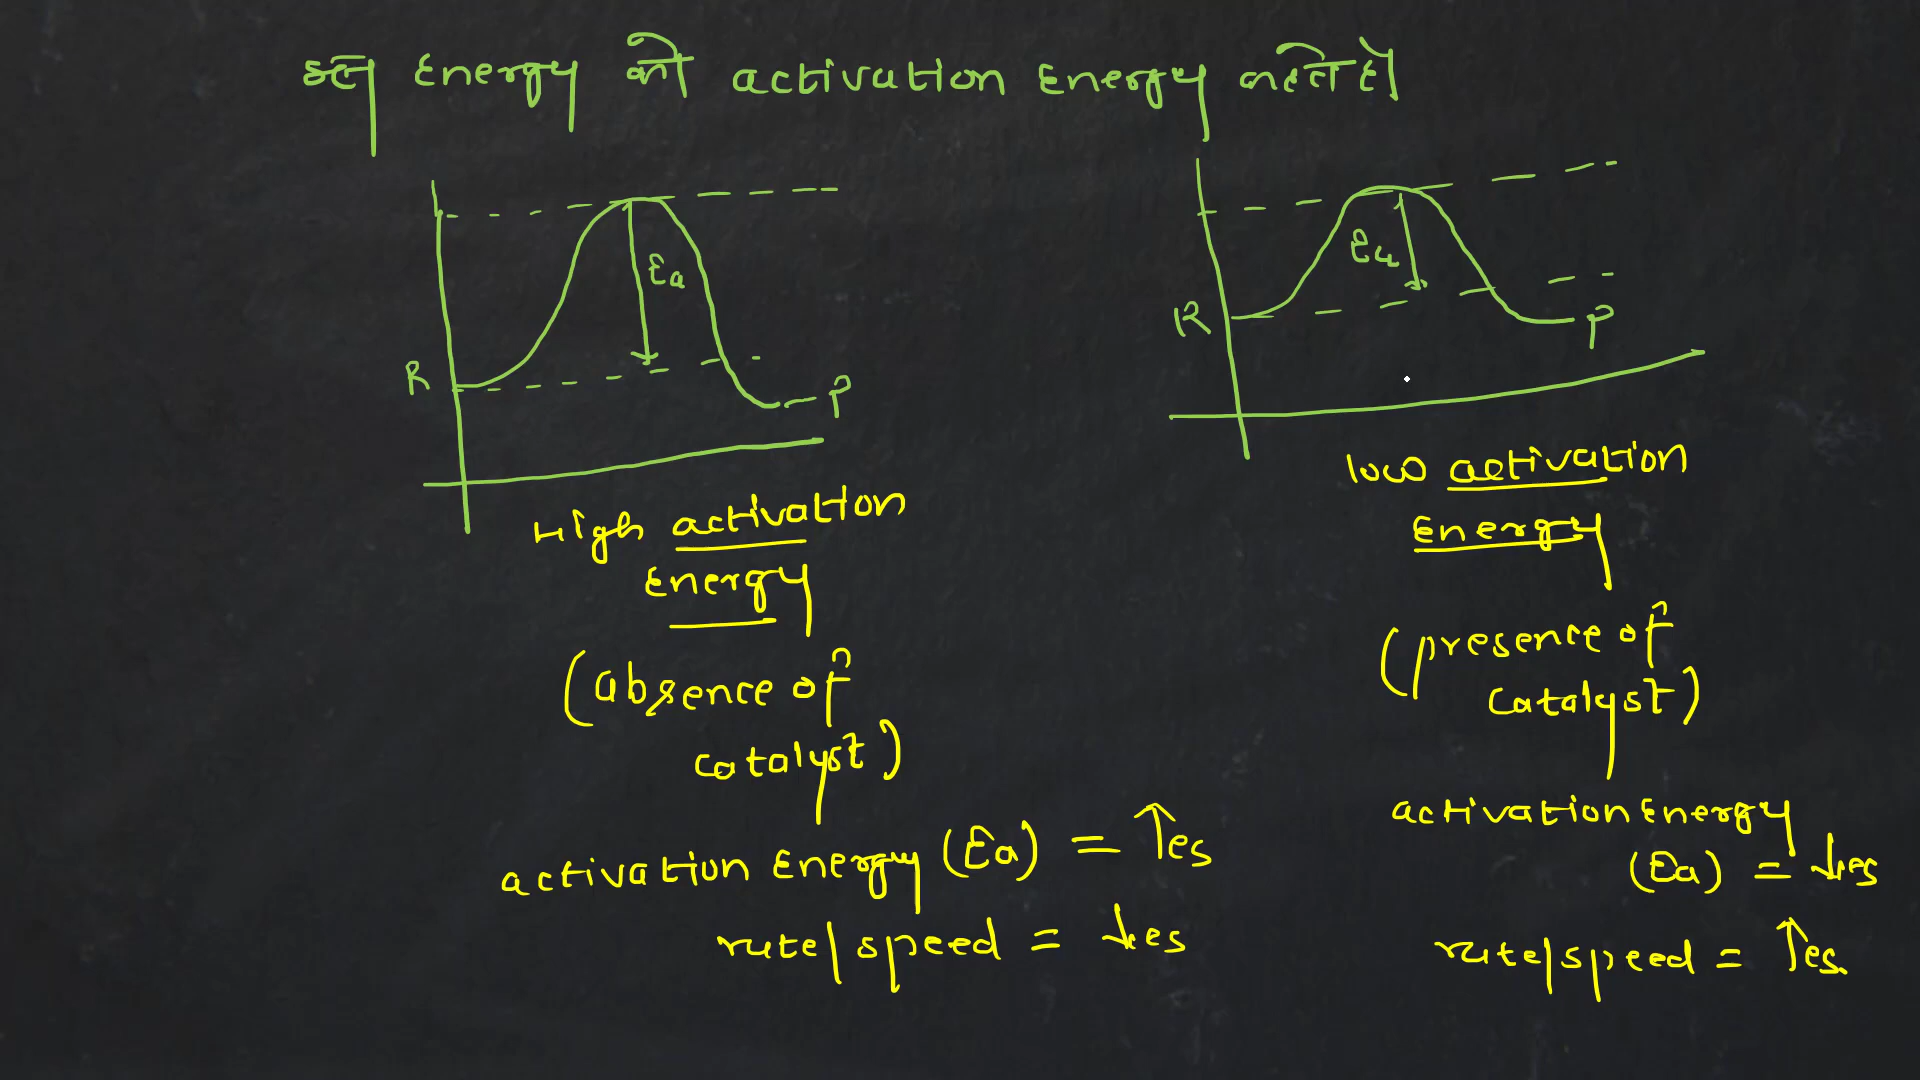 इस energy को activation energy कहते है।
Ea
R
P
Ea
R
P
High activation
energy
(absence of
catalyst)
activation energy (Ea) = ↑es
rate/speed = ↓es
low activation
energy
(presence of
catalyst)
activation energy
(Ea) = ↓es
rate/speed = ↑es